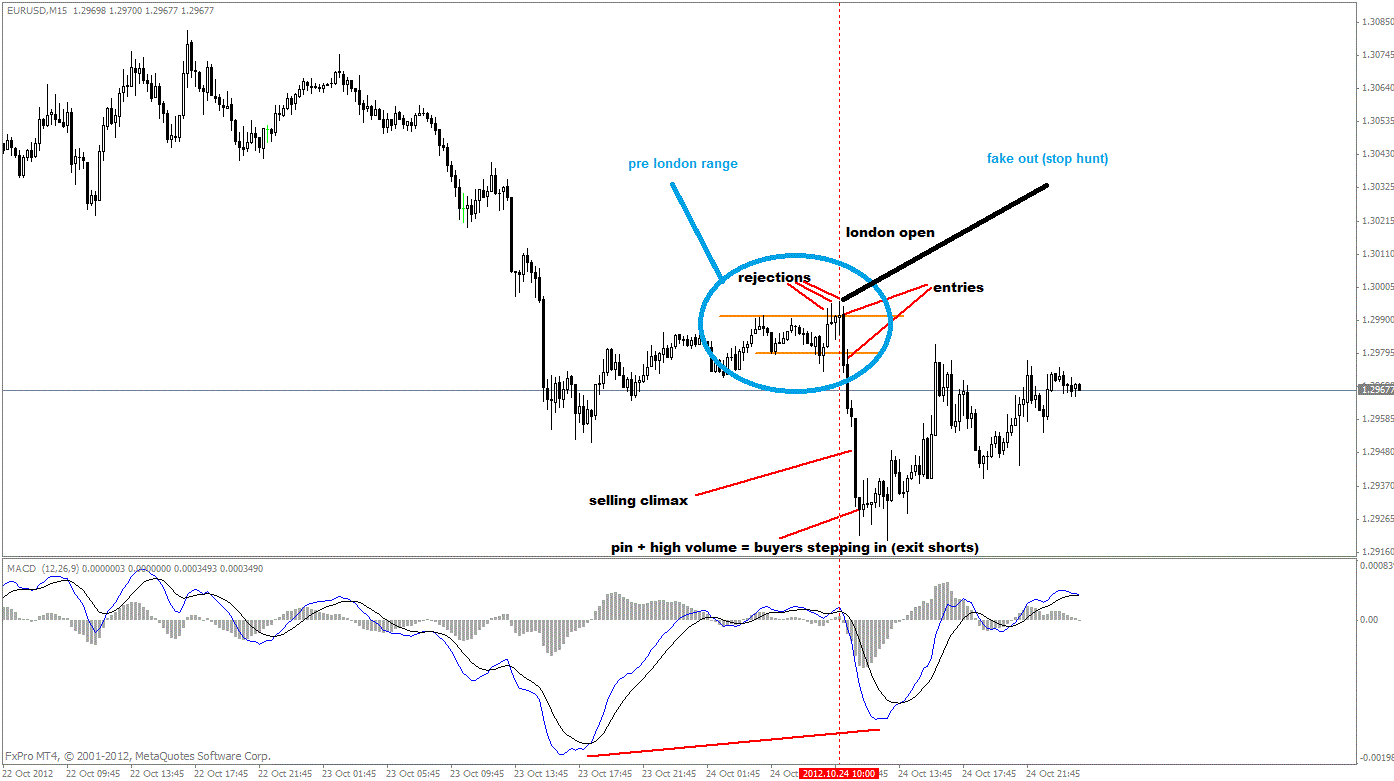 EURUSD,M15 1.29698 1.29700 1.29677 1.29677
1.30850
1.30745
1.30640
1.30535
1.30430
1.30325
1.30215
1.30110
1.30005
1.29900
1.29795
1.29677
1.29585
1.29480
1.29370
1.29265
1.29160
pre london range
fake out (stop hunt)
london open
rejections
entries
selling climax
pin + high volume = buyers stepping in (exit shorts)
MACD (12,26,9) 0.0000003 0.0000000 0.0003493 0.0003490
0.00
FxPro MT4, © 2001-2012, MetaQuotes Software Corp.
22 Oct 2012 22 Oct 09:45 22 Oct 13:45 22 Oct 17:45 22 Oct 21:45 23 Oct 01:45 23 Oct 05:45 23 Oct 09:45 23 Oct 13:45 23 Oct 17:45 23 Oct 21:45 24 Oct 01:45 24 Oct 2012.10.24 10:00 24 Oct 13:45 24 Oct 17:45 24 Oct 21:45